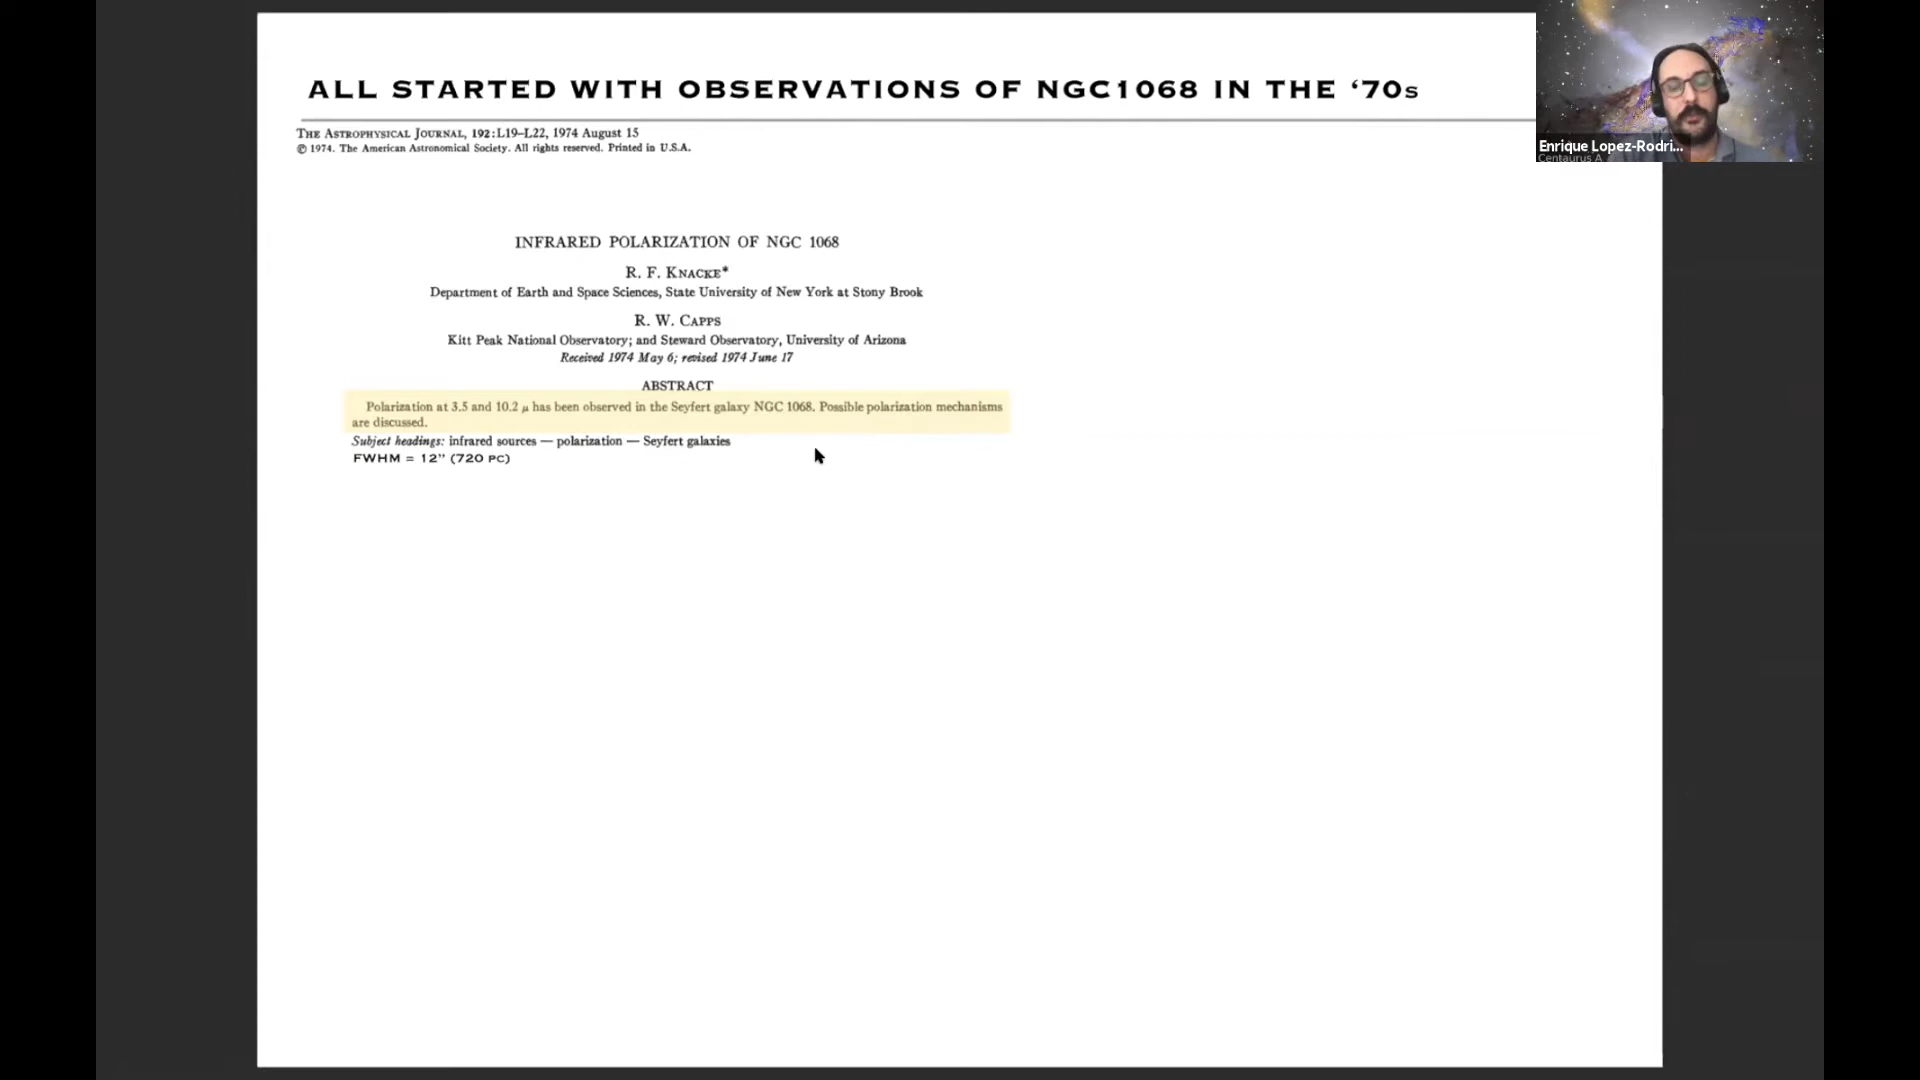 ALL STARTED WITH OBSERVATIONS OF NGC1068 IN THE ‘70s
THE ASTROPHYSICAL JOURNAL, 192:L19–L22, 1974 August 15
© 1974. The American Astronomical Society. All rights reserved. Printed in U.S.A.
INFRARED POLARIZATION OF NGC 1068
R. F. KNACKE*
Department of Earth and Space Sciences, State University of New York at Stony Brook
R. W. CAPPS
Kitt Peak National Observatory; and Steward Observatory, University of Arizona
Received 1974 May 6; revised 1974 June 17
ABSTRACT
Polarization at 3.5 and 10.2 μ has been observed in the Seyfert galaxy NGC 1068. Possible polarization mechanisms
are discussed.
Subject headings: infrared sources — polarization — Seyfert galaxies
FWHM = 12” (720 PC)
Enrique Lopez-Rodri...
Centaurus A